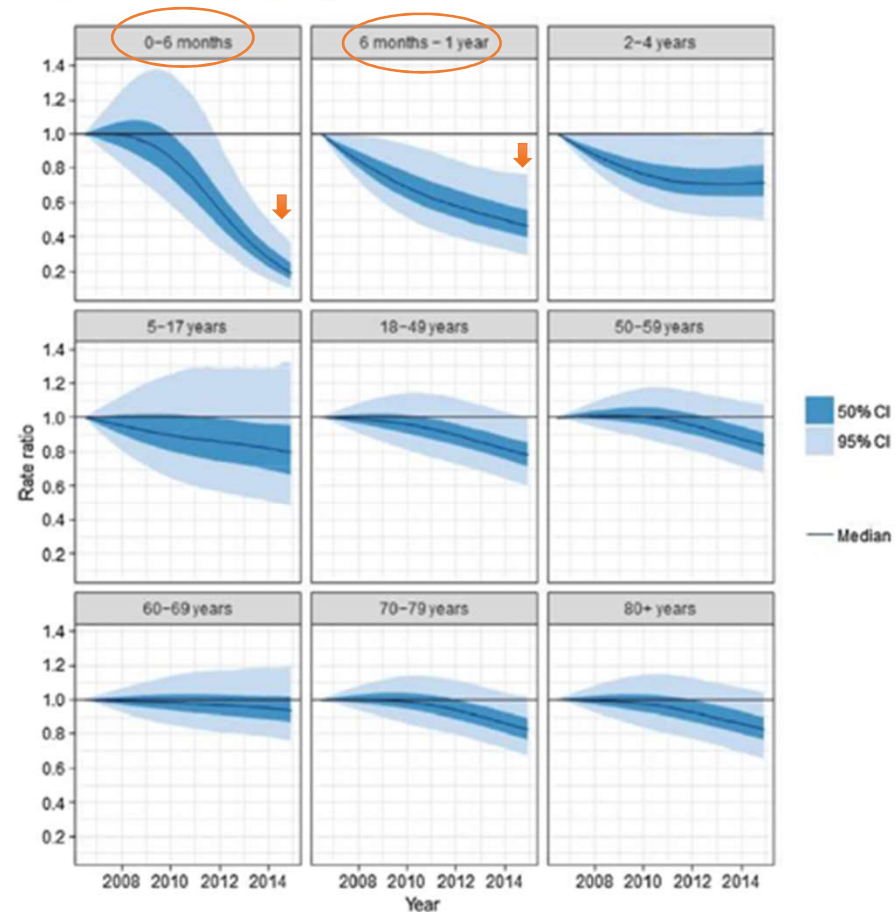 0-6 months
6 months - 1 year
2-4 years
1.4
1.2
1.0
0.8
0.6
0.4
0.2
5-17 years
18-49 years
50-59 years
1.4
1.2
1.0
0.8
0.6
0.4
0.2
Rate ratio
50% CI
95% CI
Median
60-69 years
70-79 years
80+ years
1.4
1.2
1.0
0.8
0.6
0.4
0.2
2008 2010 2012 2014
2008 2010 2012 2014
2008 2010 2012 2014
Year